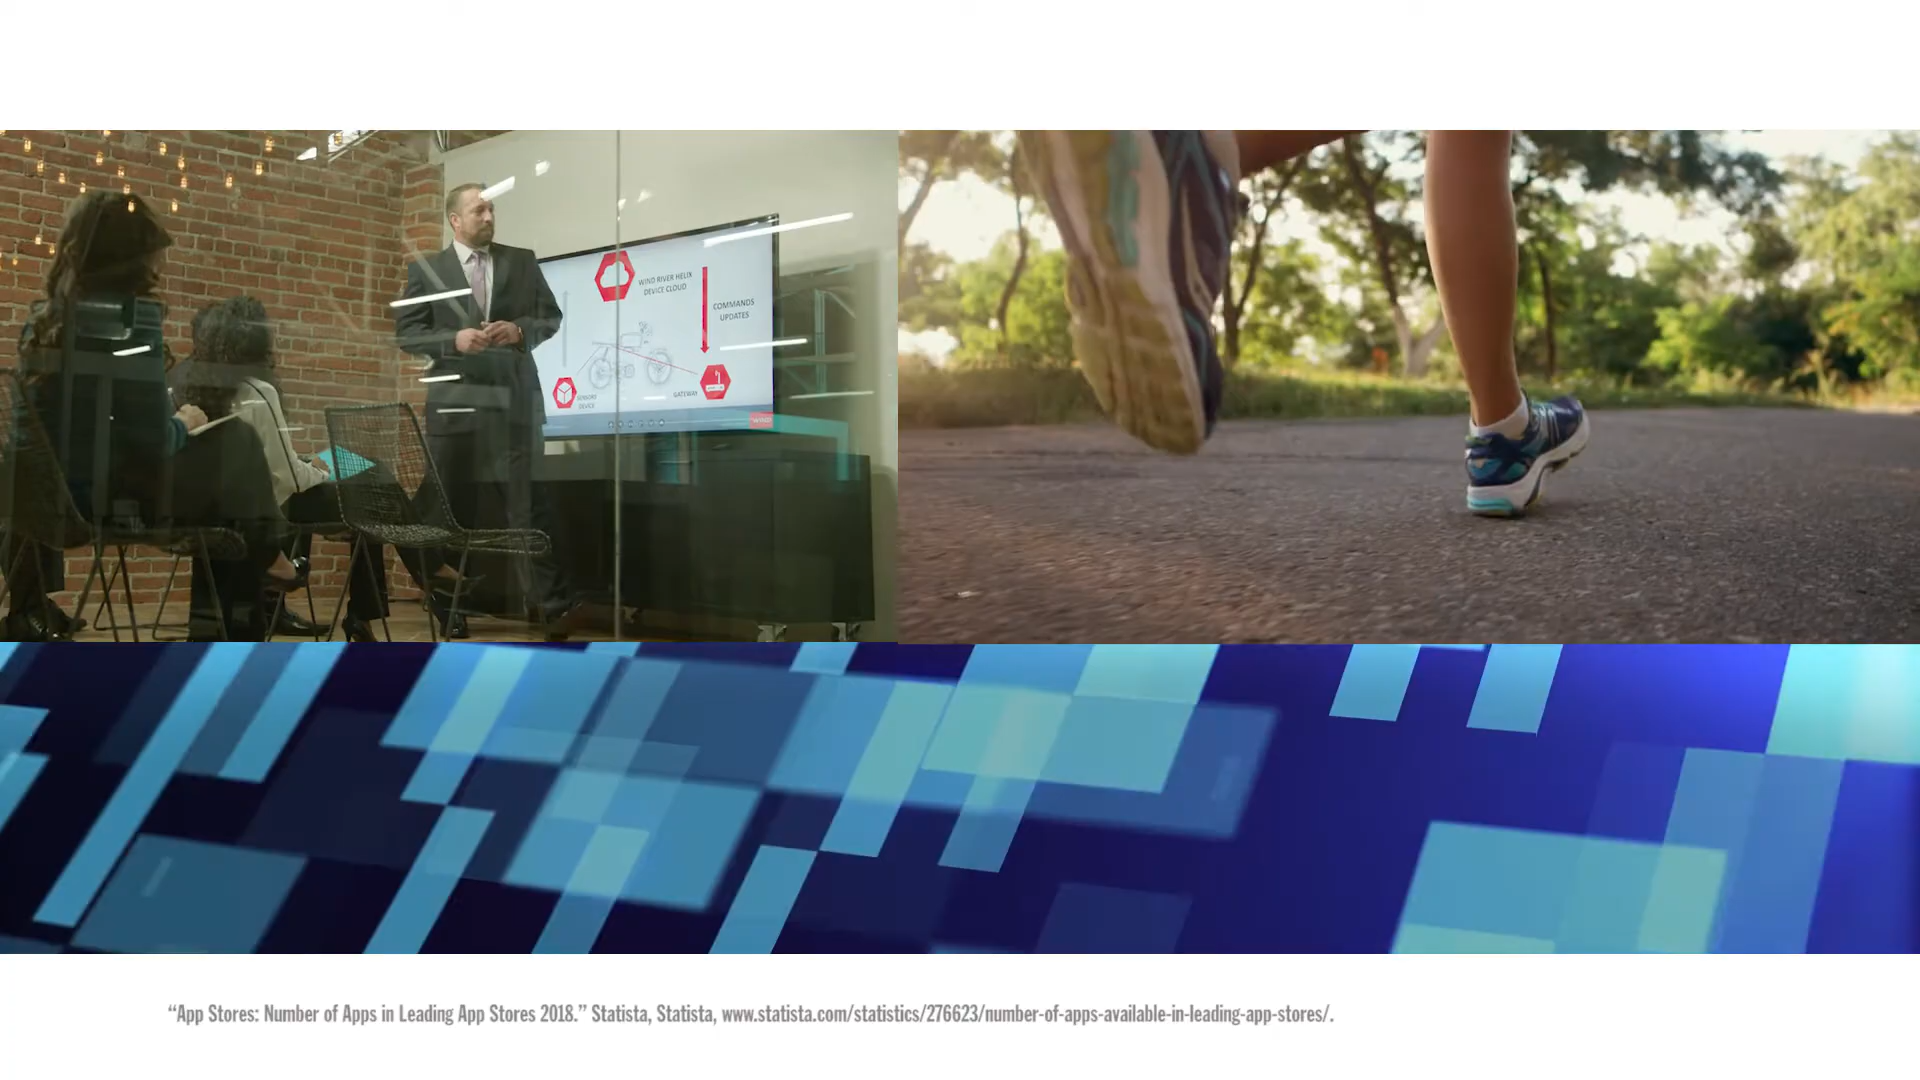 WIND RIVER HELIX
DEVICE CLOUD
COMMANDS
UPDATES
DEVICE
GATEWAY
WIND
“App Stores: Number of Apps in Leading App Stores 2018.” Statista, Statista, www.statista.com/statistics/276623/number-of-apps-available-in-leading-app-stores/.